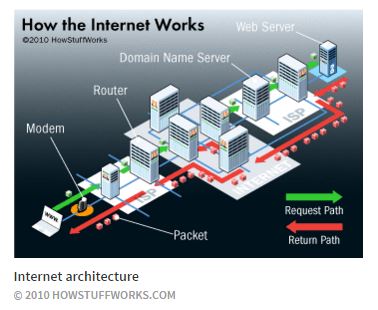 How the Internet Works
©2010 HowStuffWorks
Web Server
Domain Name Server
Router
Modem
ISP
INTERNET
ISP
WWW
Packet
Request Path
Return Path
Internet architecture
© 2010 HOWSTUFFWORKS.COM